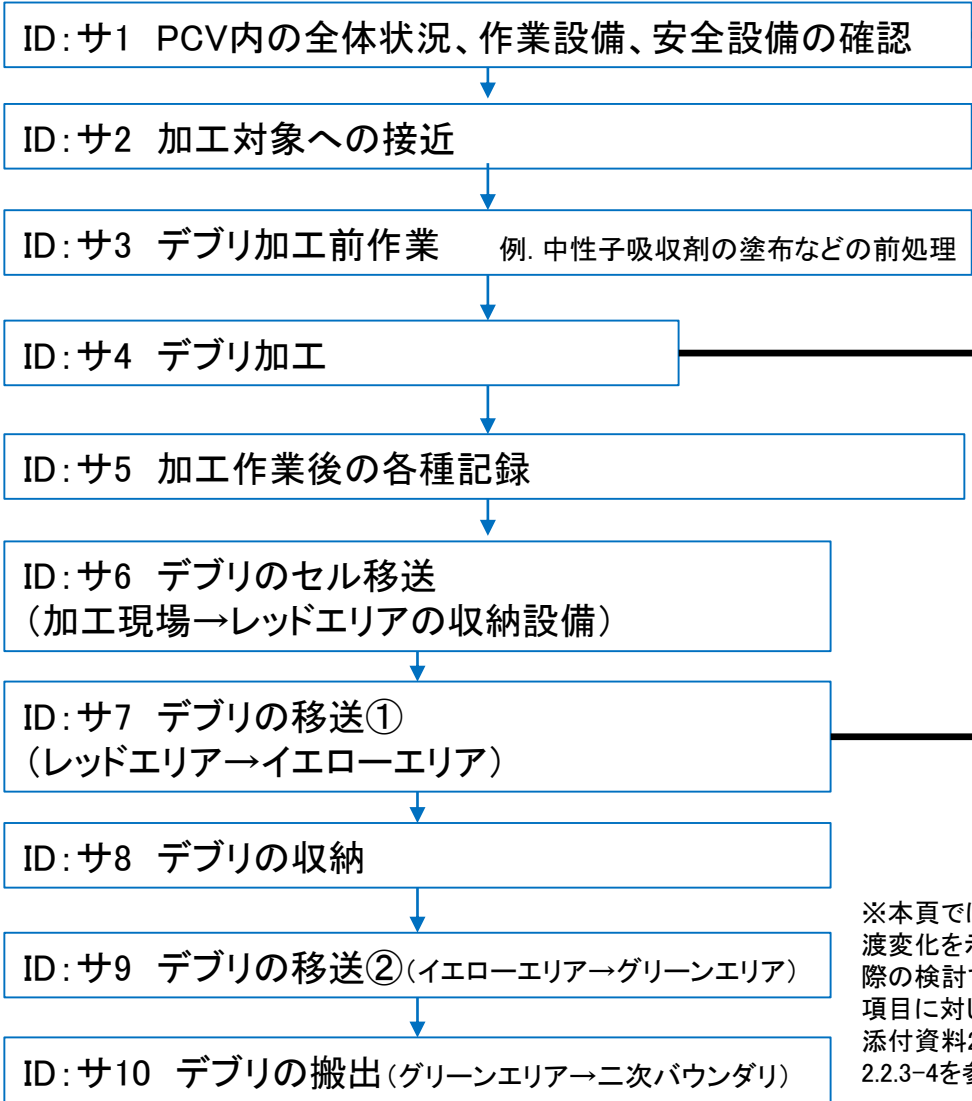 ID:サ1 PCV内の全体状況、作業設備、安全設備の確認
ID:サ2 加工対象への接近
ID:サ3 デブリ加工前作業 例. 中性子吸収剤の塗布などの前処理
ID:サ4 デブリ加工
ID:サ5 加工作業後の各種記録
ID:サ6 デブリのセル移送
(加工現場→レッドエリアの収納設備)
ID:サ7 デブリの移送①
(レッドエリア→イエローエリア)
ID:サ8 デブリの収納
ID:サ9 デブリの移送②(イエローエリア→グリーンエリア)
ID:サ10 デブリの搬出(グリーンエリア→二次バウンダリ)
※本頁で
渡変化を
際の検討
項目に対
添付資料
2.2.3-4を